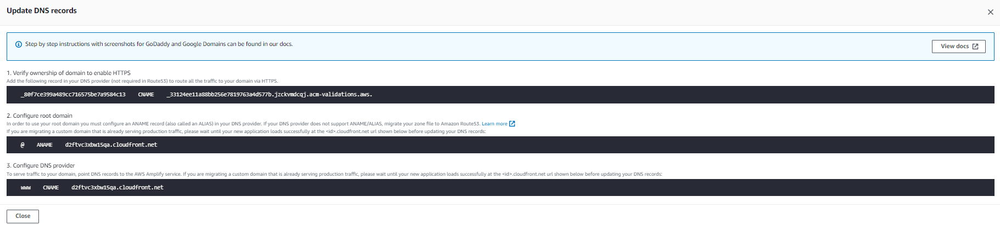 Update DNS records
Step by step instructions with screenshots for GoDaddy and Google Domains can be found in our docs.
View docs
1. Verify ownership of domain to enable HTTPS
Add the following record in your DNS provider (not required in Route53) to route all the traffic to your domain via HTTPS.
_80f7ce399a489cc716575be7a9584c13 CNAME _33124ee11a88bb256e7819763a4d577b.jzckvmdcqj.acm-validations.aws.
2. Configure root domain
In order to use your root domain you must configure an ANAME record (also called an ALIAS) in your DNS provider. If your DNS provider does not support ANAME/ALIAS, migrate your zone file to Amazon Route53. Learn more
If you are migrating a custom domain that is already serving production traffic, please wait until your new application loads successfully at the <id>.cloudfront.net url shown below before updating your DNS records:
@ ANAME d2ftvc3xbw15qa.cloudfront.net
3. Configure DNS provider
To serve traffic to your domain, point DNS records to the AWS Amplify service. If you are migrating a custom domain that is already serving production traffic, please wait until your new application loads successfully at the <id>.cloudfront.net url shown below before updating your DNS records:
www CNAME d2ftvc3xbw15qa.cloudfront.net
Close